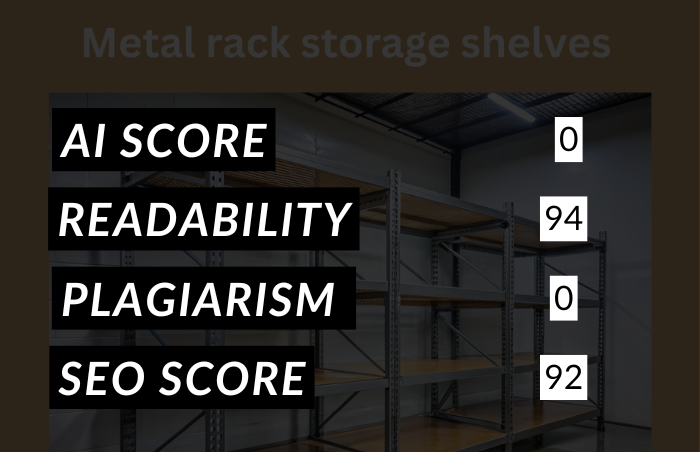 Metal rack storage shelves
AI SCORE 0
READABILITY 94
PLAGIARISM 0
SEO SCORE 92